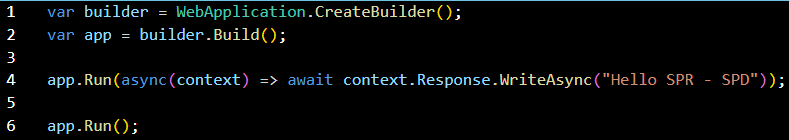 1 var builder = WebApplication.CreateBuilder();
2 var app = builder.Build();
3
4 app.Run(async(context) => await context.Response.WriteAsync("Hello SPR - SPD"));
5
6 app.Run();